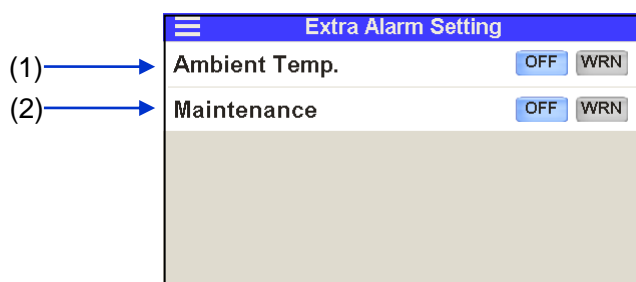 Extra Alarm Setting
(1) Ambient Temp. OFF WRN
(2) Maintenance OFF WRN